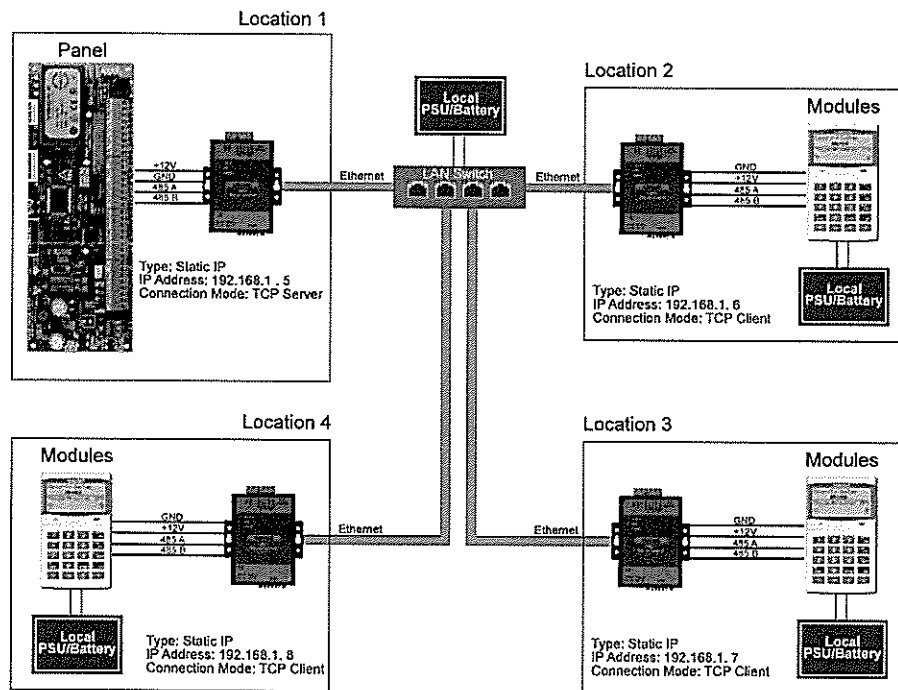 Location 1
Panel
+12V
GND
485 A
485 B
Ethernet
Type: Static IP
IP Address: 192.168.1 . 5
Connection Mode: TCP Server
Local
PSU/Battery
LAN Switch
Ethernet
Location 2
Modules
GND
+12V
485 A
485 B
Local
PSU/Battery
Type: Static IP
IP Address: 192.168.1. 6
Connection Mode: TCP Client
Location 4
Modules
GND
+12V
485 A
485 B
Ethernet
Local
PSU/Battery
Type: Static IP
IP Address: 192.168.1. 8
Connection Mode: TCP Client
Location 3
Modules
Ethernet
GND
+12V
485 A
485 B
Local
PSU/Battery
Type: Static IP
IP Address: 192.168.1. 7
Connection Mode: TCP Client